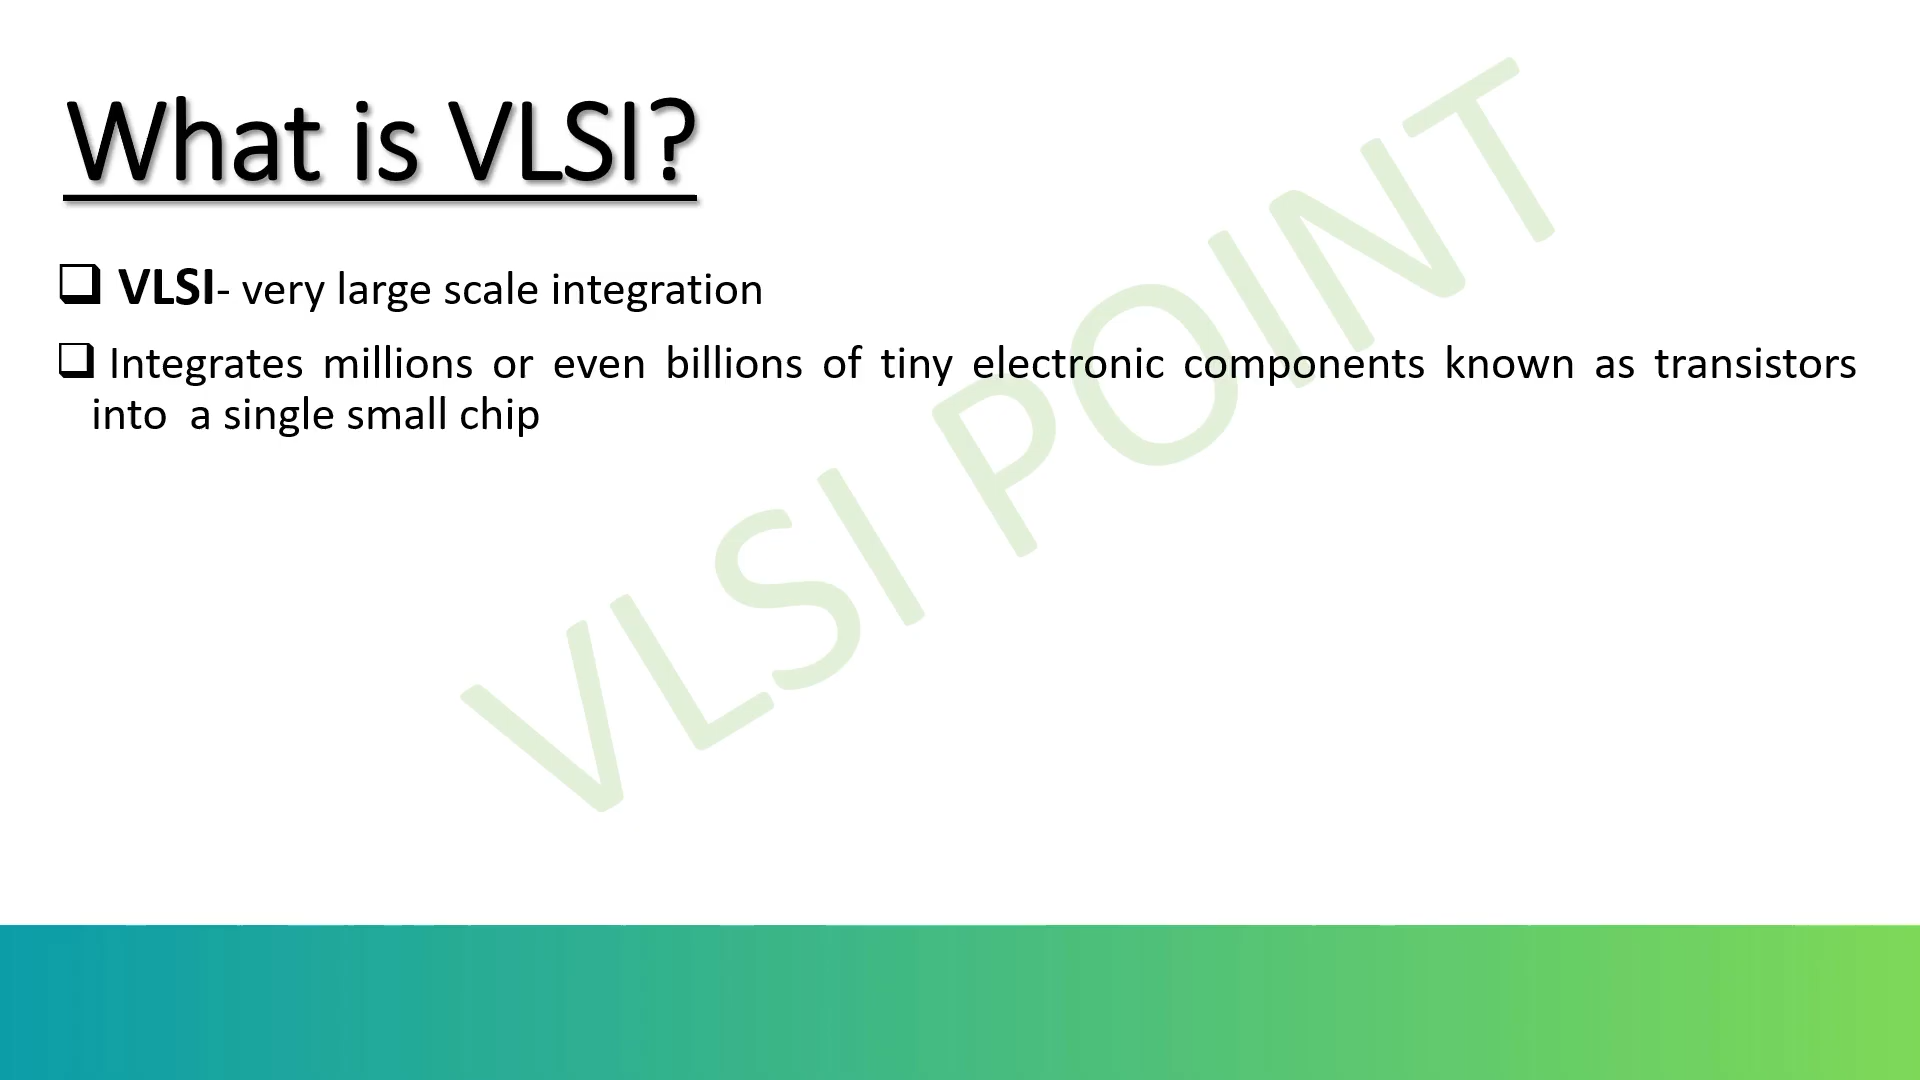 What is VLSI?
VLSI- very large scale integration
Integrates millions or even billions of tiny electronic components known as transistors
into a single small chip
VLSI POINT